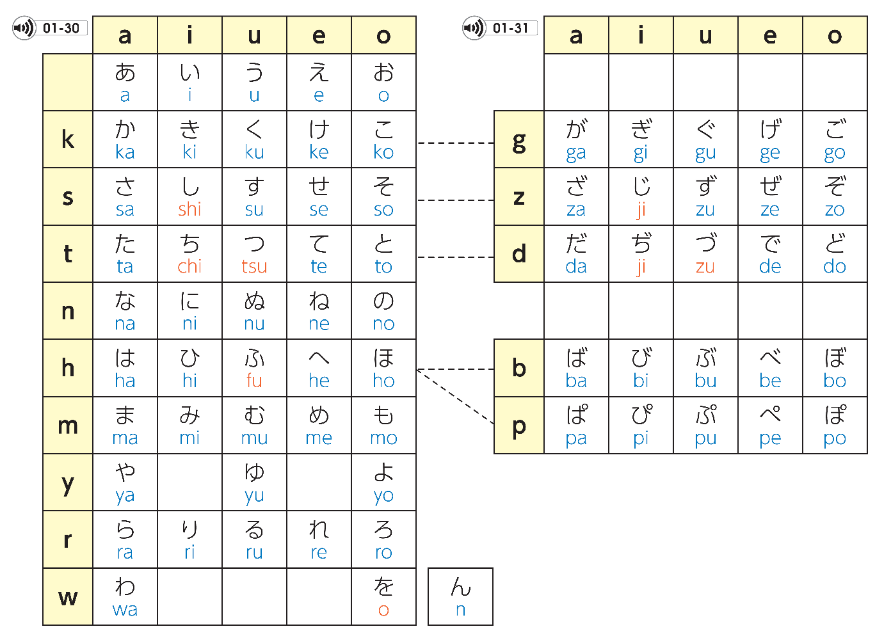 01-30
a i u e o
あ い う え お
a i u e o
k か き く け こ
ka ki ku ke ko
s さ し す せ そ
sa shi su se so
t た ち つ て と
ta chi tsu te to
n な に ぬ ね の
na ni nu ne no
h は ひ ふ へ ほ
ha hi fu he ho
m ま み む め も
ma mi mu me mo
y や ゆ よ
ya yu yo
r ら り る れ ろ
ra ri ru re ro
w わ を
wa o
ん
n
01-31
a i u e o
g が ぎ ぐ げ ご
ga gi gu ge go
z ざ じ ず ぜ ぞ
za ji zu ze zo
d だ ぢ づ で ど
da ji zu de do
b ば び ぶ べ ぼ
ba bi bu be bo
p ぱ ぴ ぷ ぺ ぽ
pa pi pu pe po